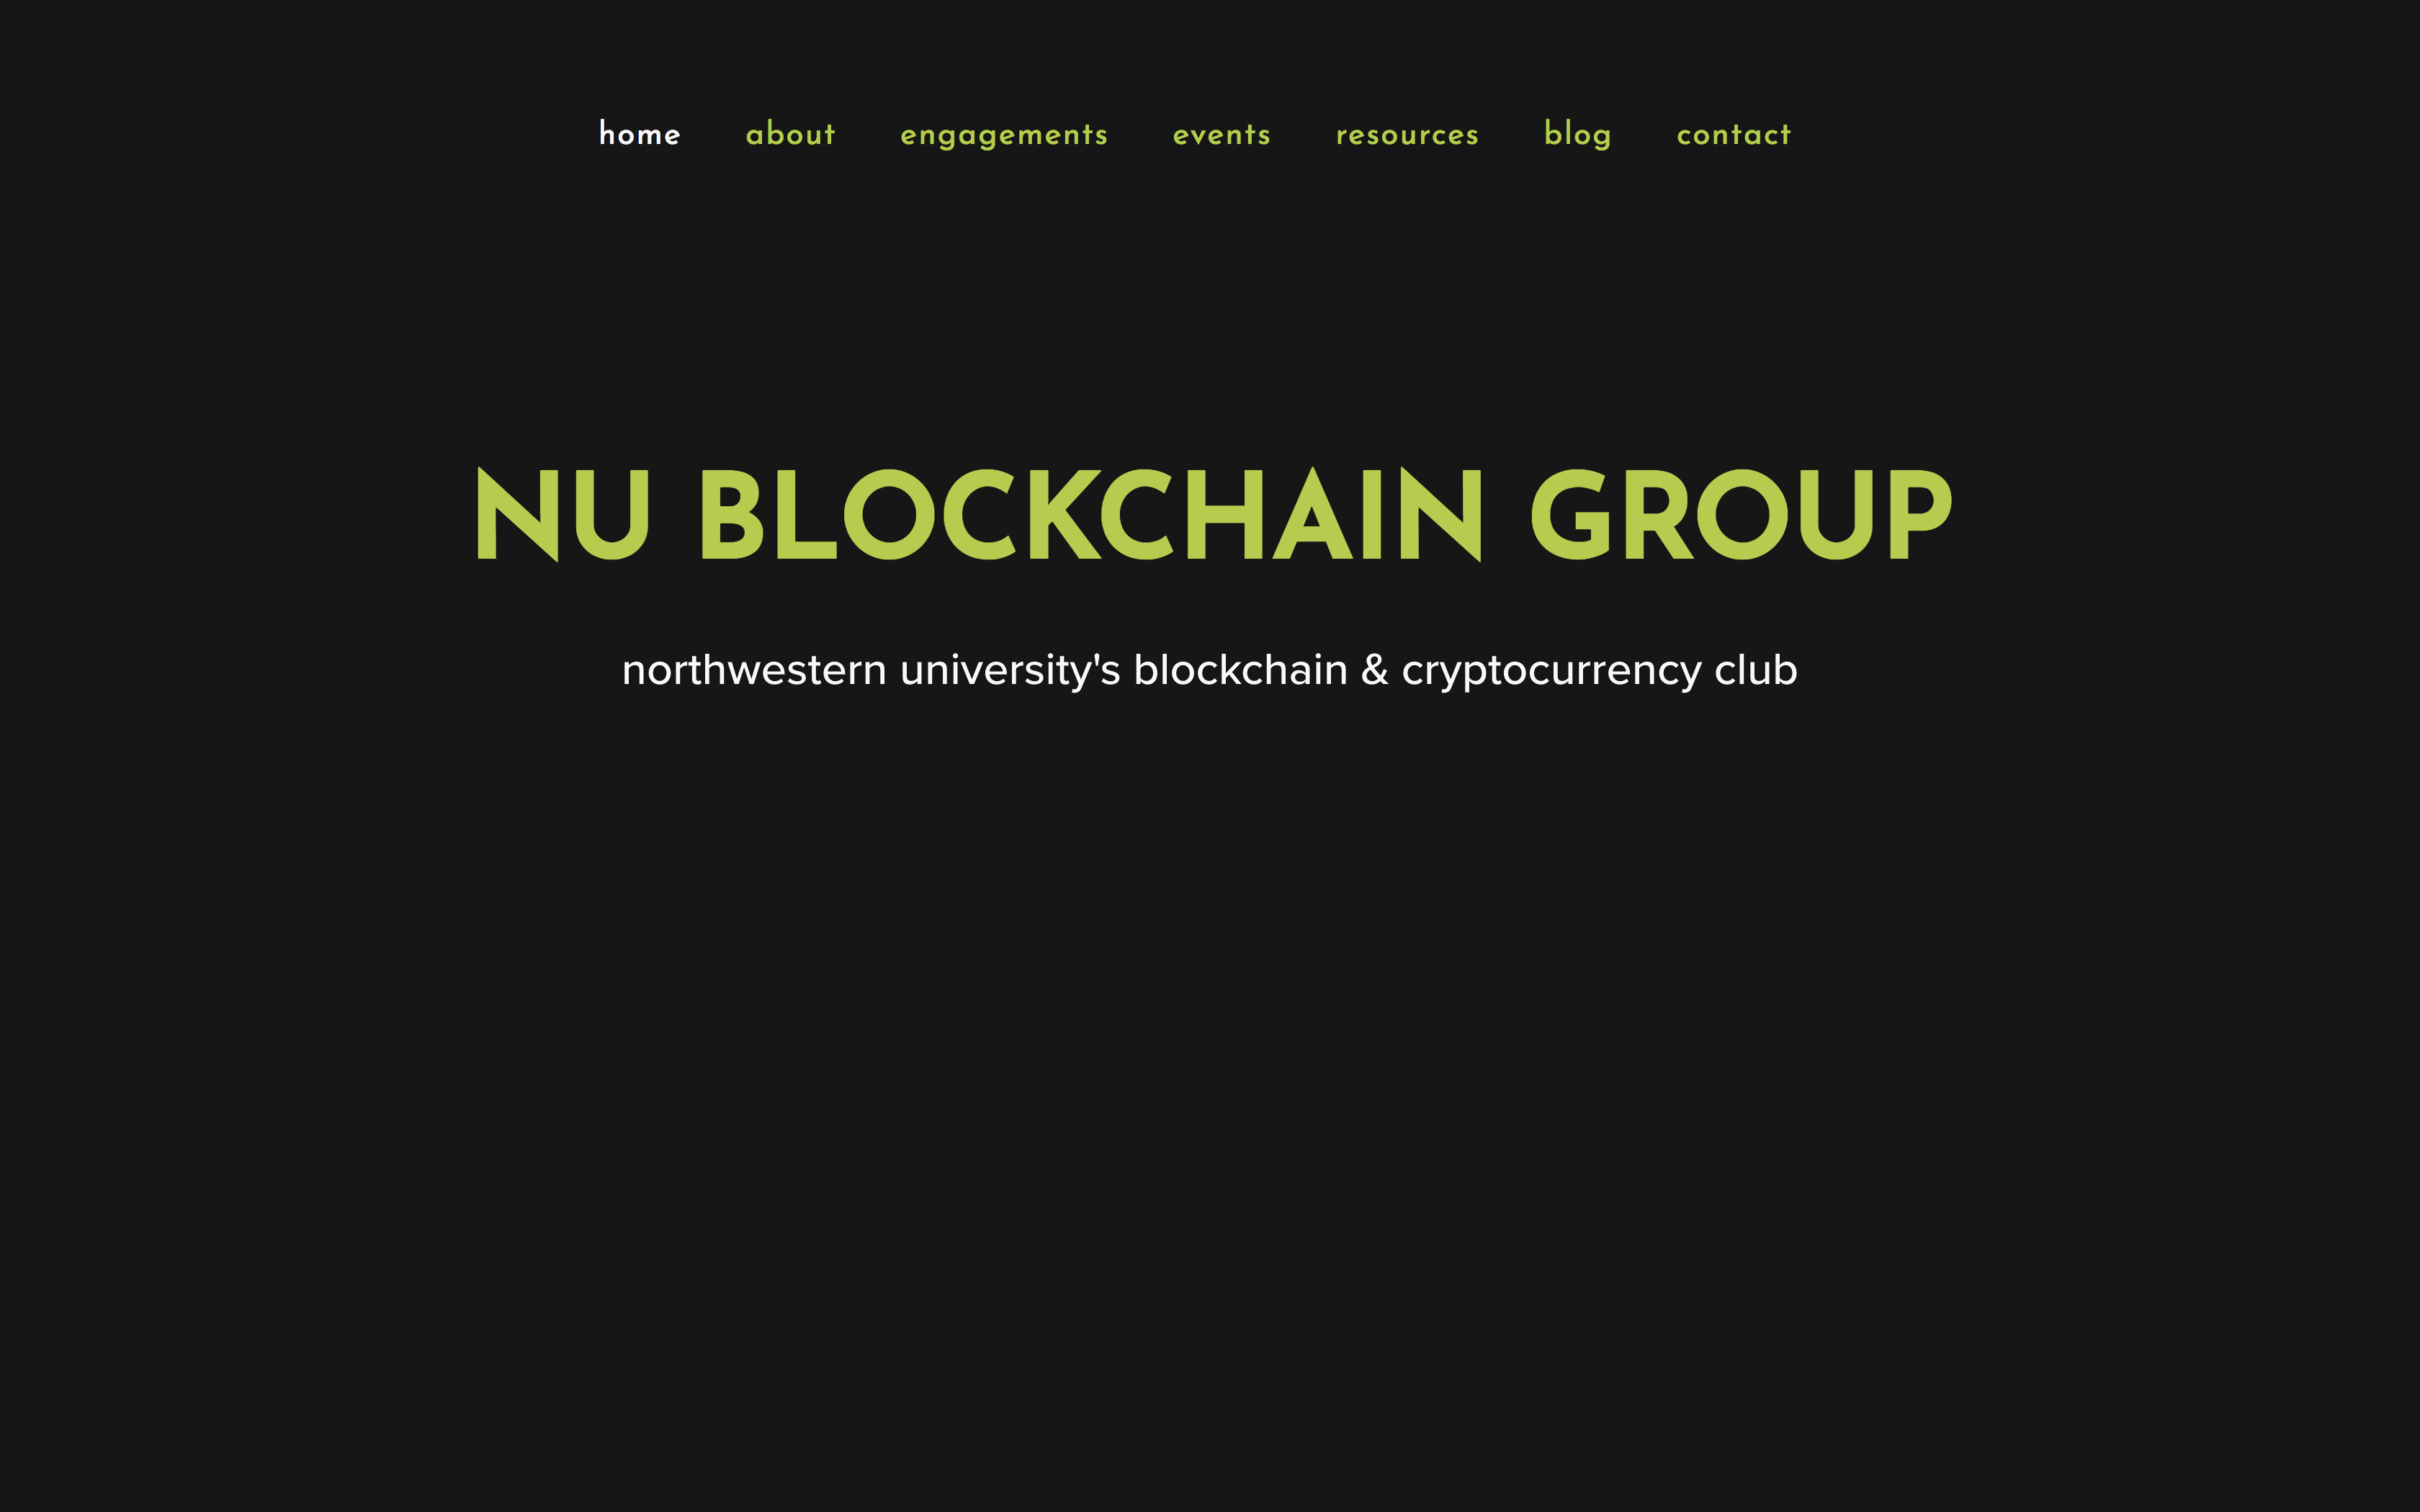 home about engagements events resources blog contact
NU BLOCKCHAIN GROUP
northwestern university's blockchain & cryptocurrency club